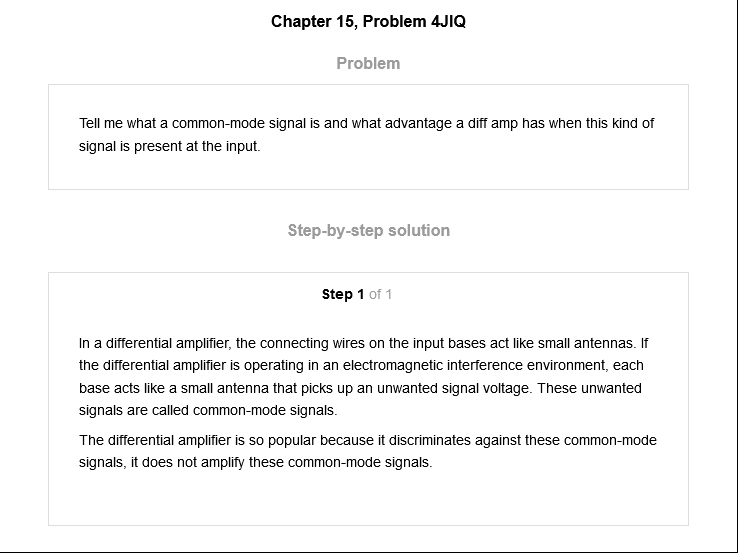 Chapter 15, Problem 4JIQ
Problem
Tell me what a common-mode signal is and what advantage a diff amp has when this kind of
signal is present at the input.
Step-by-step solution
Step 1 of 1
In a differential amplifier, the connecting wires on the input bases act like small antennas. If
the differential amplifier is operating in an electromagnetic interference environment, each
base acts like a small antenna that picks up an unwanted signal voltage. These unwanted
signals are called common-mode signals.
The differential amplifier is so popular because it discriminates against these common-mode
signals, it does not amplify these common-mode signals.